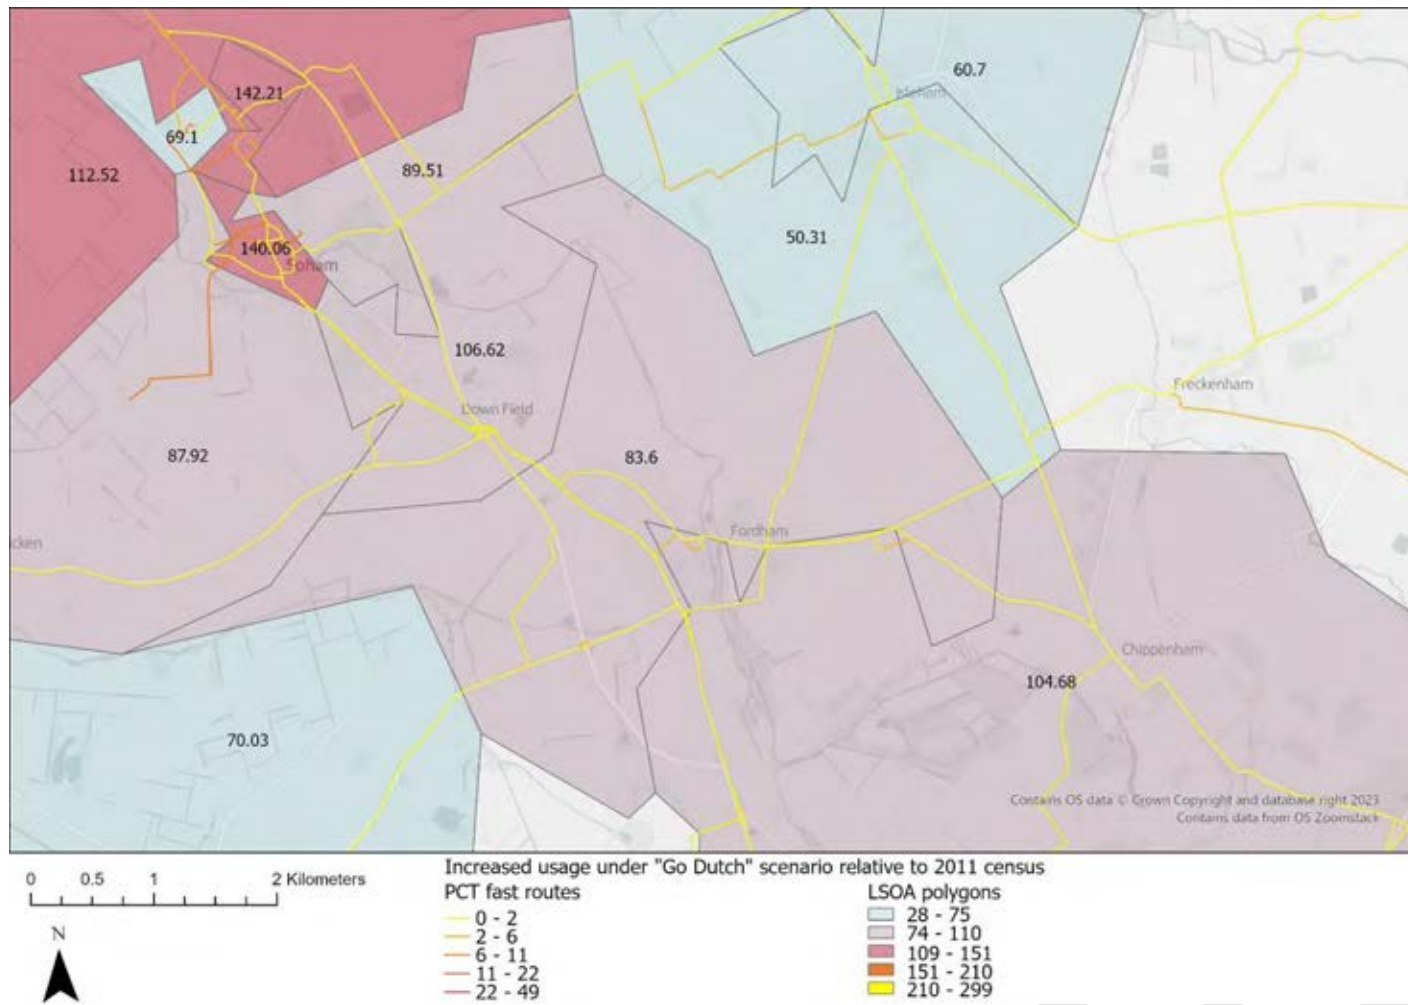 60.7
Isleham
142.21
69.1
112.52
89.51
50.31
140.06
Soham
106.62
Freckenham
Down Field
87.92
83.6
Fordham
icken
Chippenham
104.68
70.03
Contains OS data © Crown Copyright and database right 2023
Contains data from OS Zoomstack
0 0.5 1 2 Kilometers
N
Increased usage under "Go Dutch" scenario relative to 2011 census
PCT fast routes
0 - 2
2 - 6
6 - 11
11 - 22
22 - 49
LSOA polygons
28 - 75
74 - 110
109 - 151
151 - 210
210 - 299